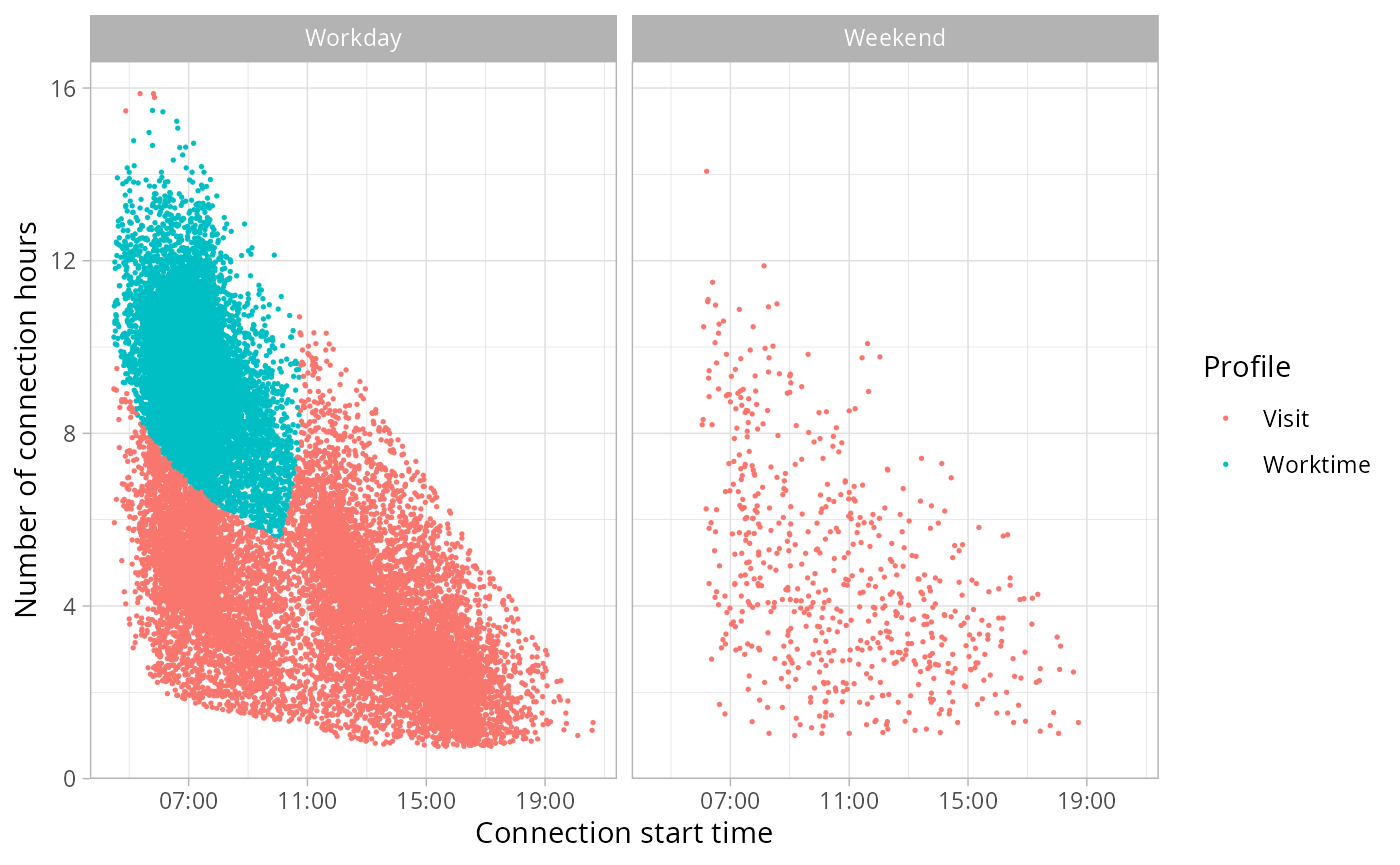 Workday
Weekend
Number of connection hours
16
12
8
4
0
07:00 11:00 15:00 19:00
07:00 11:00 15:00 19:00
Connection start time
Profile
Visit
Worktime